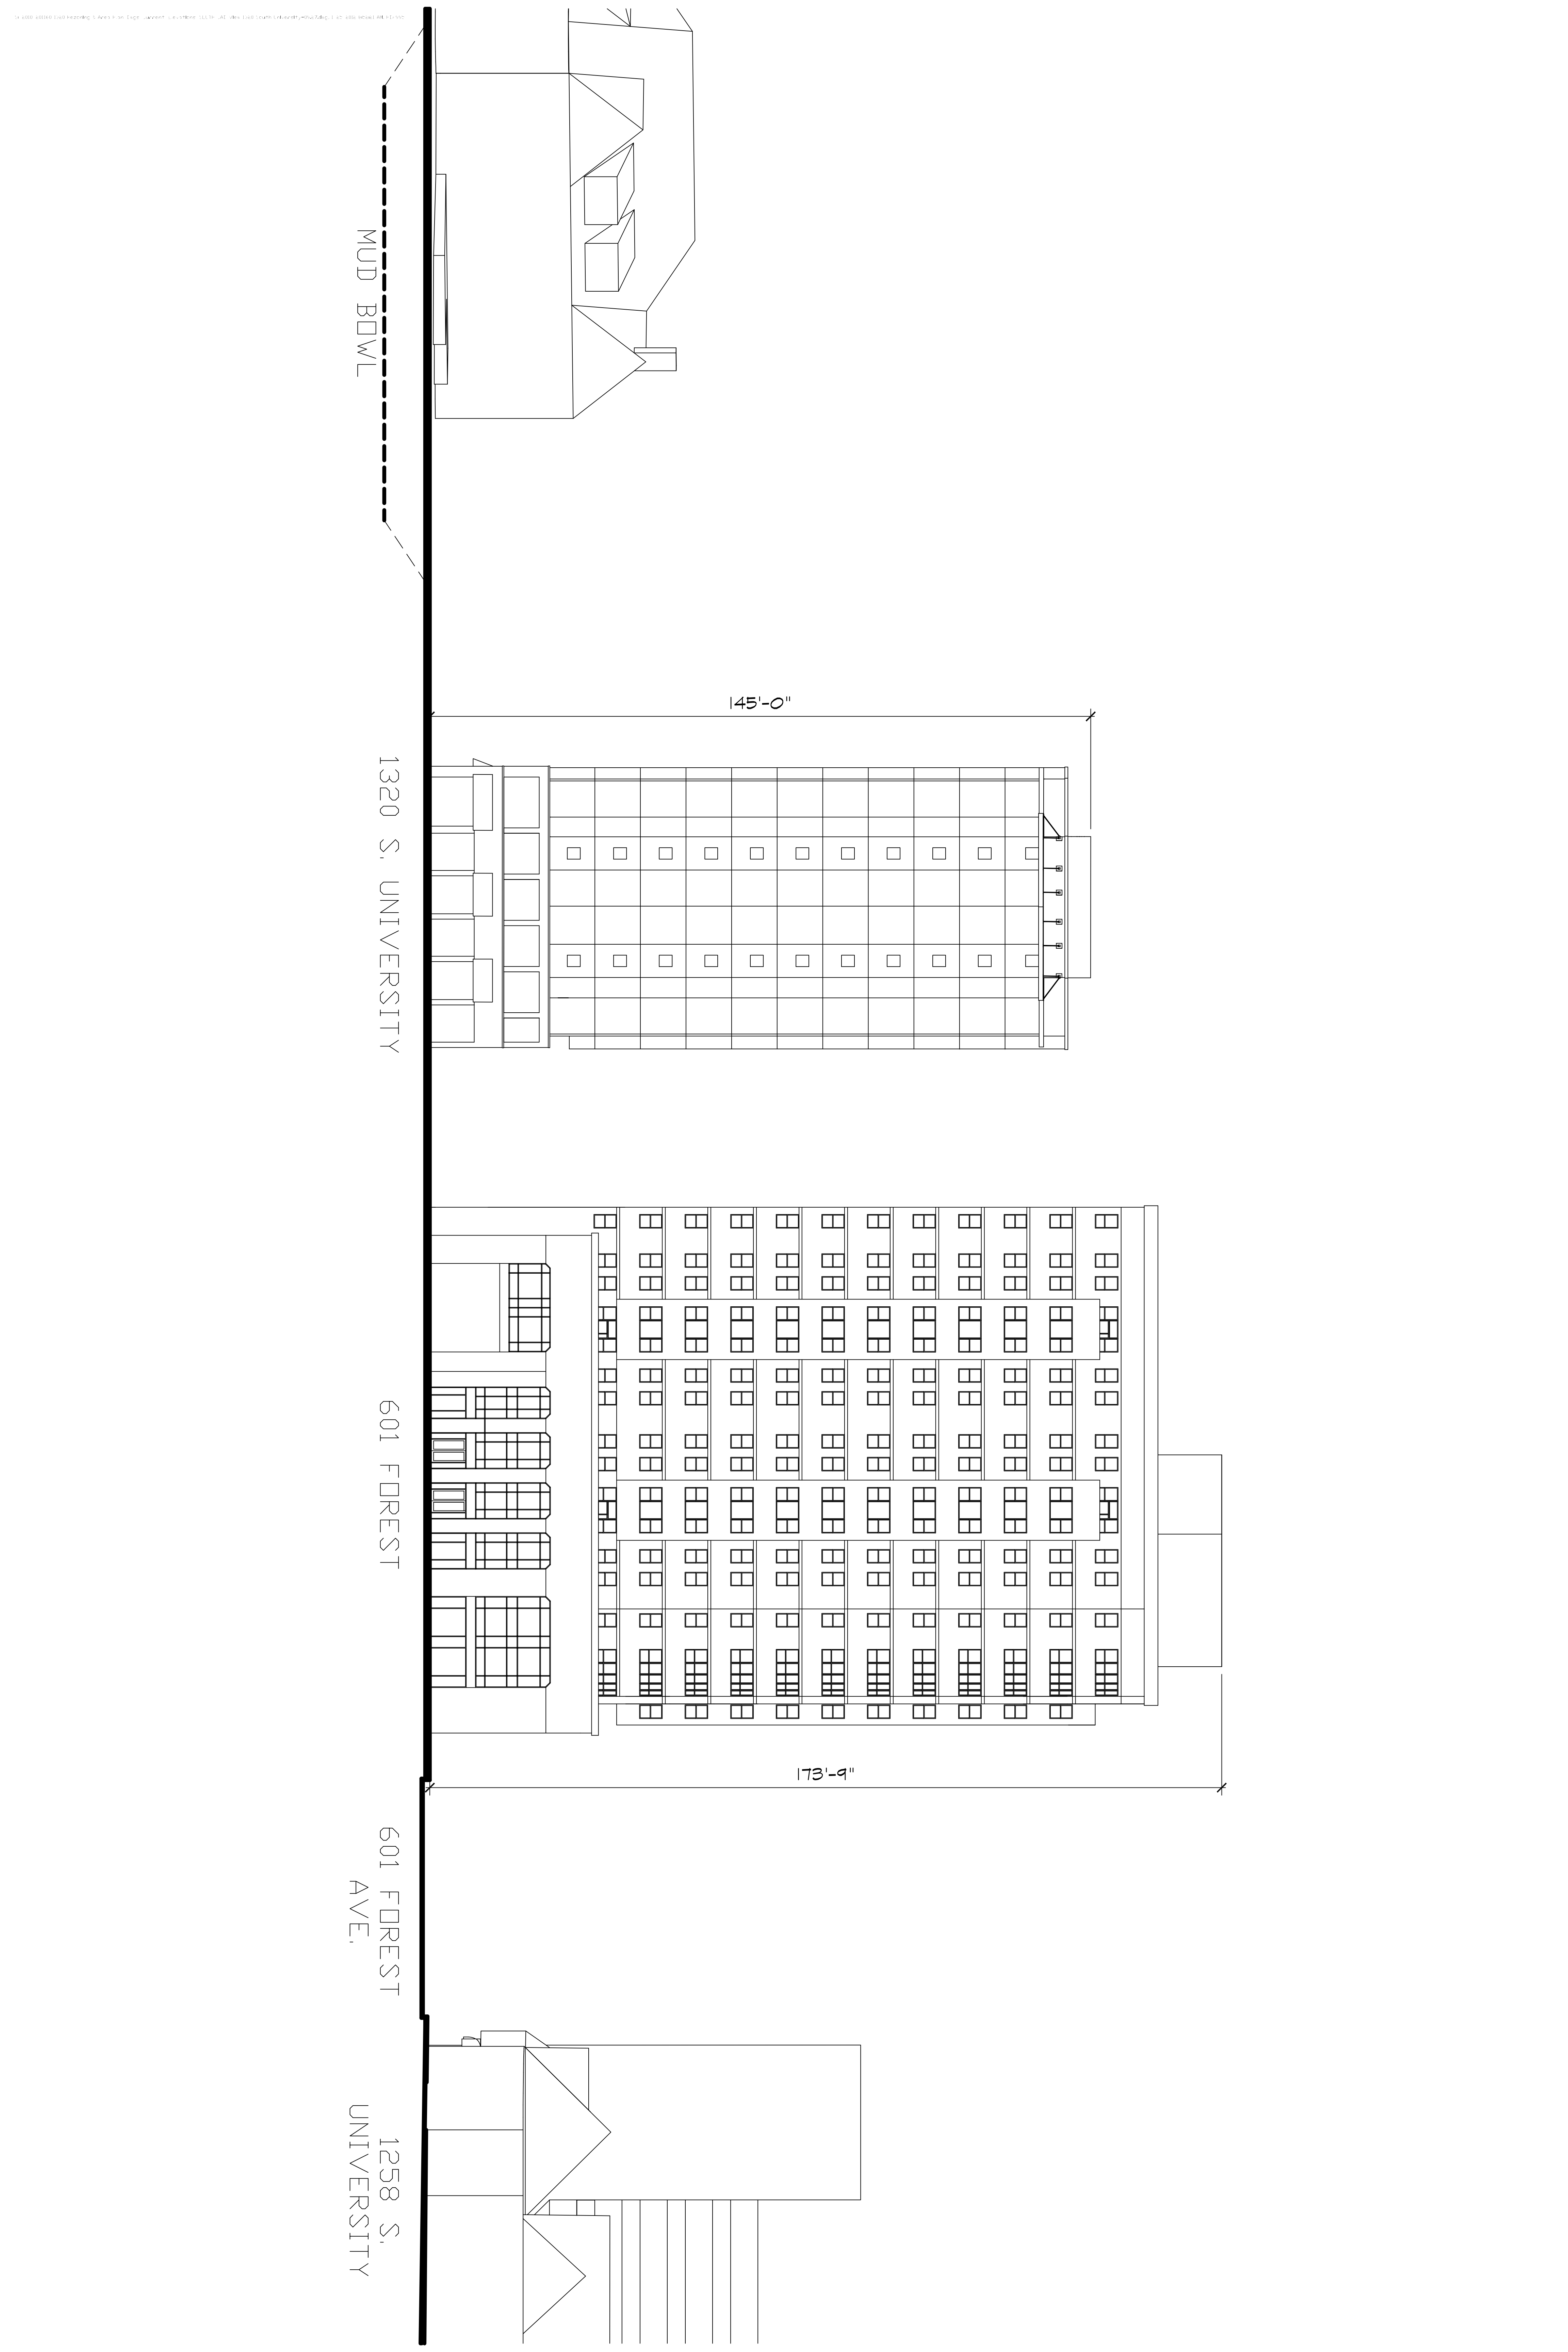 MUD BOWL
145'-0"
1320 S. UNIVERSITY
601 FOREST
173'-9"
601 FOREST
AVE.
1258 S.
UNIVERSITY